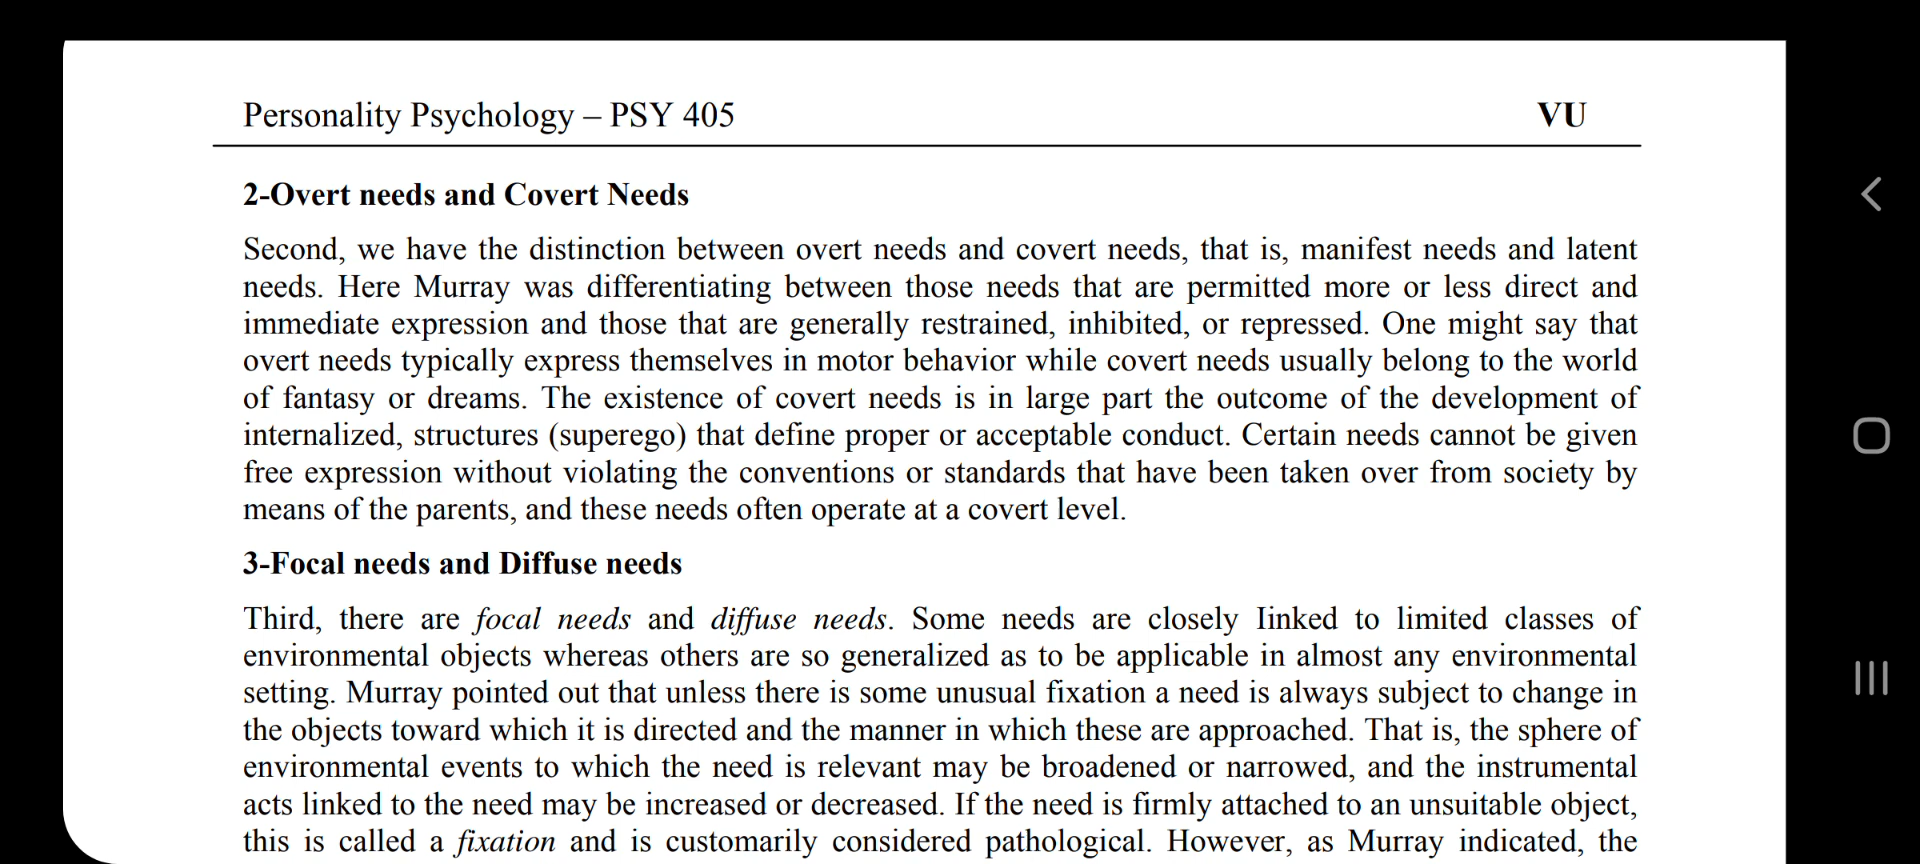 Personality Psychology – PSY 405 VU
2-Overt needs and Covert Needs
Second, we have the distinction between overt needs and covert needs, that is, manifest needs and latent
needs. Here Murray was differentiating between those needs that are permitted more or less direct and
immediate expression and those that are generally restrained, inhibited, or repressed. One might say that
overt needs typically express themselves in motor behavior while covert needs usually belong to the world
of fantasy or dreams. The existence of covert needs is in large part the outcome of the development of
internalized, structures (superego) that define proper or acceptable conduct. Certain needs cannot be given
free expression without violating the conventions or standards that have been taken over from society by
means of the parents, and these needs often operate at a covert level.
3-Focal needs and Diffuse needs
Third, there are focal needs and diffuse needs. Some needs are closely Iinked to limited classes of
environmental objects whereas others are so generalized as to be applicable in almost any environmental
setting. Murray pointed out that unless there is some unusual fixation a need is always subject to change in
the objects toward which it is directed and the manner in which these are approached. That is, the sphere of
environmental events to which the need is relevant may be broadened or narrowed, and the instrumental
acts linked to the need may be increased or decreased. If the need is firmly attached to an unsuitable object,
this is called a fixation and is customarily considered pathological. However, as Murray indicated, the